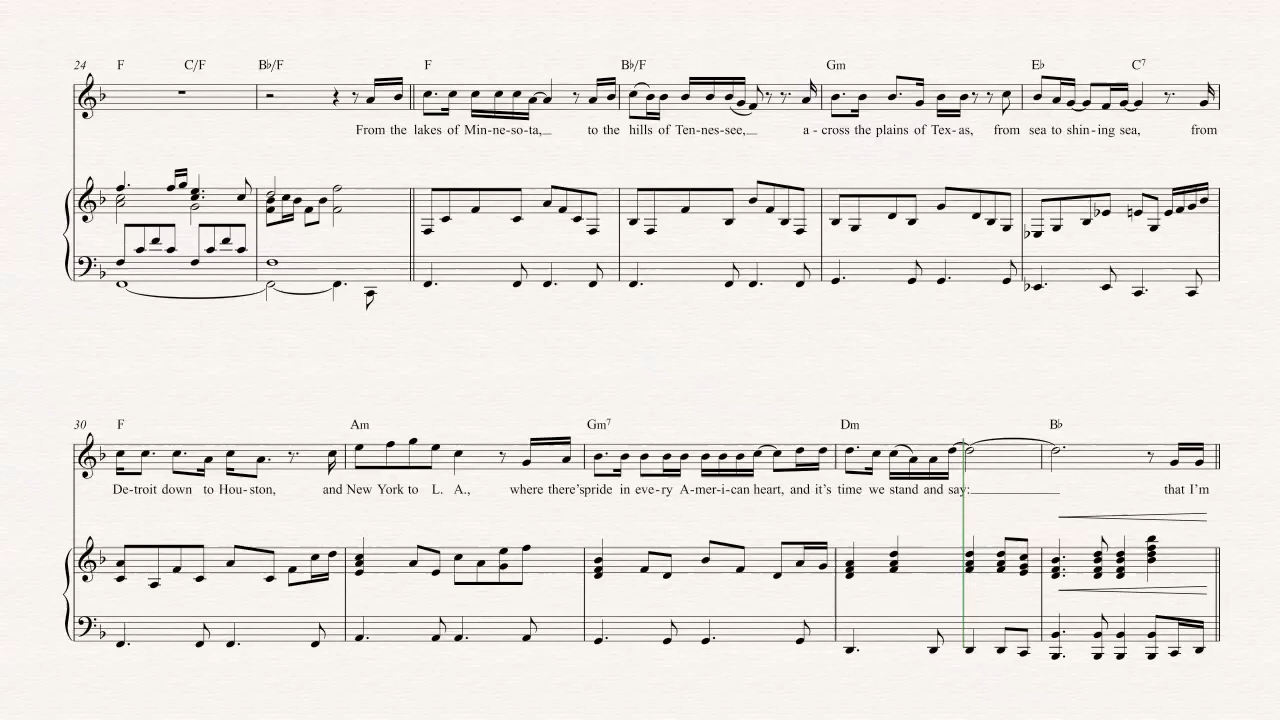 24 F C/F B♭/F F B♭/F Gm E♭ C7
From the lakes of Min-ne-so-ta, to the hills of Ten-nes-see, a - cross the plains of Tex-as, from sea to shin-ing sea, from
30 F Am Gm7 Dm B♭
De-troit down to Hou-ston, and New York to L. A., where there's pride in eve-ry A-mer-i-can heart, and it's time we stand and say: that I'm